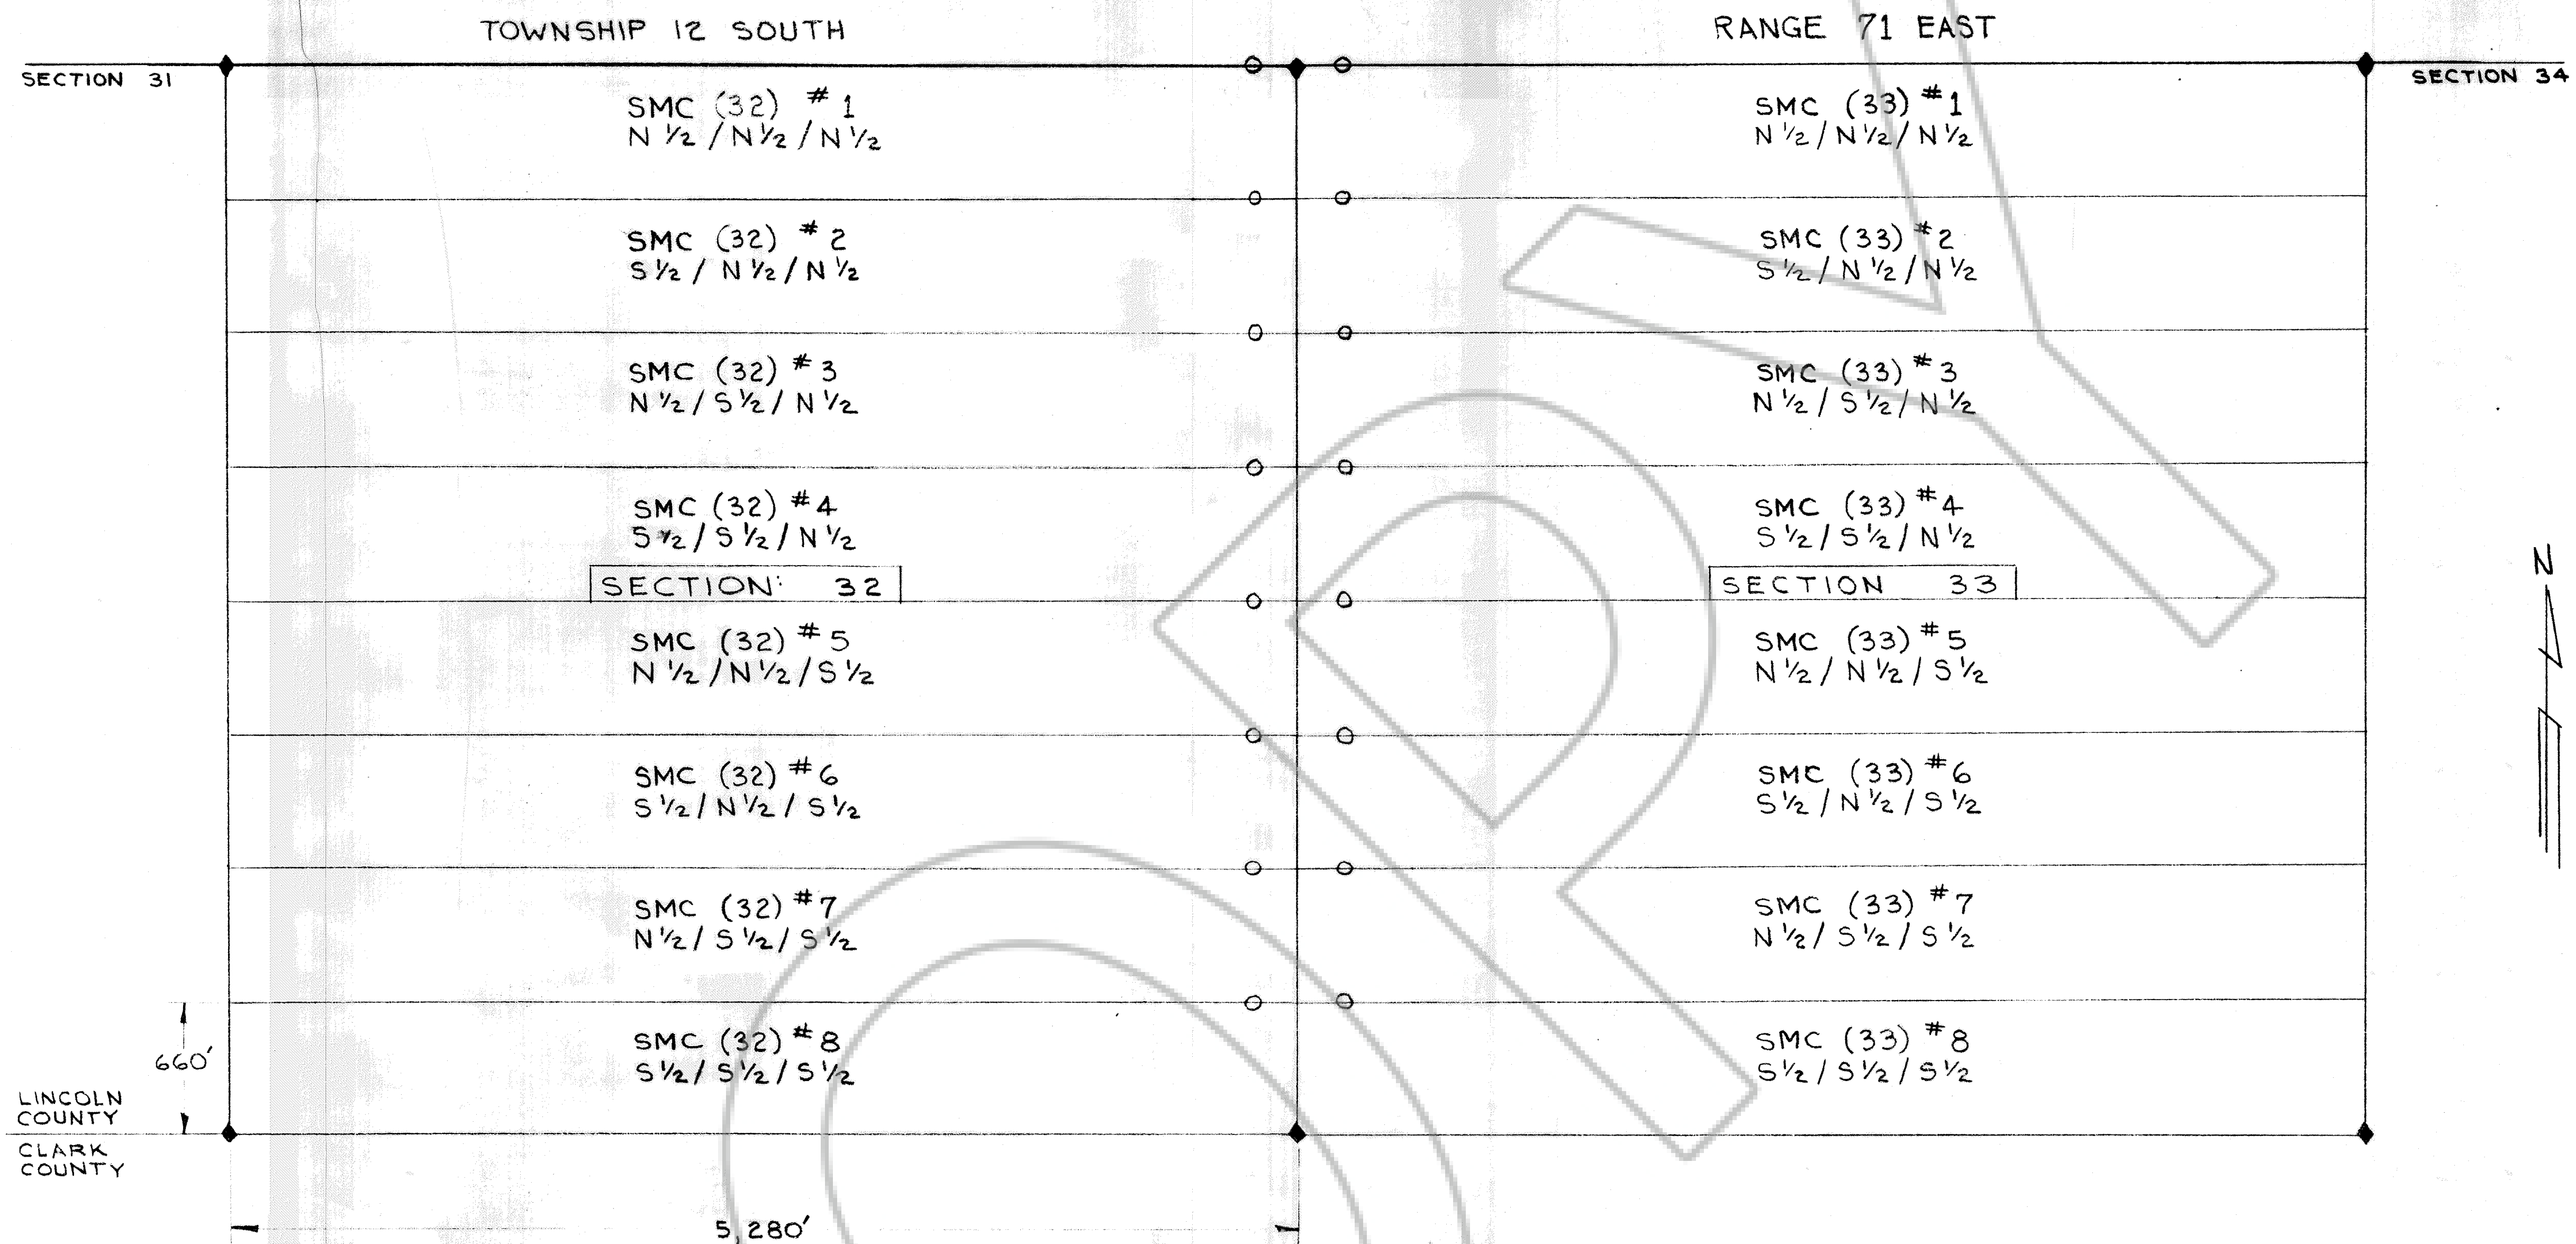 TOWNSHIP 12 SOUTH
RANGE 71 EAST
SECTION 31
SECTION 34
SMC (32) #1
N 1/2 / N 1/2 / N 1/2
SMC (33) #1
N 1/2 / N 1/2 / N 1/2
SMC (32) #2
S 1/2 / N 1/2 / N 1/2
SMC (33) #2
S 1/2 / N 1/2 / N 1/2
SMC (32) #3
N 1/2 / S 1/2 / N 1/2
SMC (33) #3
N 1/2 / S 1/2 / N 1/2
SMC (32) #4
S 1/2 / S 1/2 / N 1/2
SMC (33) #4
S 1/2 / S 1/2 / N 1/2
SECTION: 32
SECTION 33
N
SMC (32) #5
N 1/2 / N 1/2 / S 1/2
SMC (33) #5
N 1/2 / N 1/2 / S 1/2
SMC (32) #6
S 1/2 / N 1/2 / S 1/2
SMC (33) #6
S 1/2 / N 1/2 / S 1/2
SMC (32) #7
N 1/2 / S 1/2 / S 1/2
SMC (33) #7
N 1/2 / S 1/2 / S 1/2
SMC (32) #8
S 1/2 / S 1/2 / S 1/2
SMC (33) #8
S 1/2 / S 1/2 / S 1/2
660'
LINCOLN
COUNTY
CLARK
COUNTY
5,280'